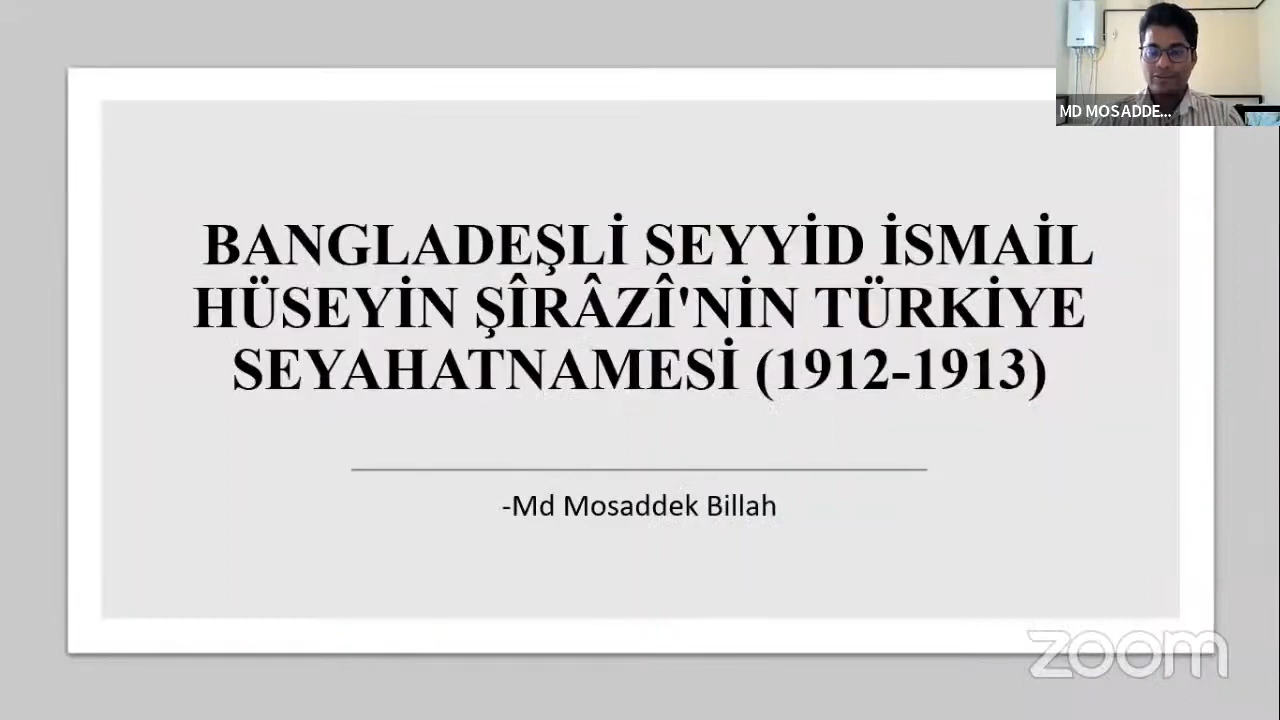 MD MOSADDE...
BANGLADEŞLİ SEYYİD İSMAİL
HÜSEYİN ŞÎRÂZÎ'NİN TÜRKİYE
SEYAHATNAMESİ (1912-1913)
-Md Mosaddek Billah
zoom